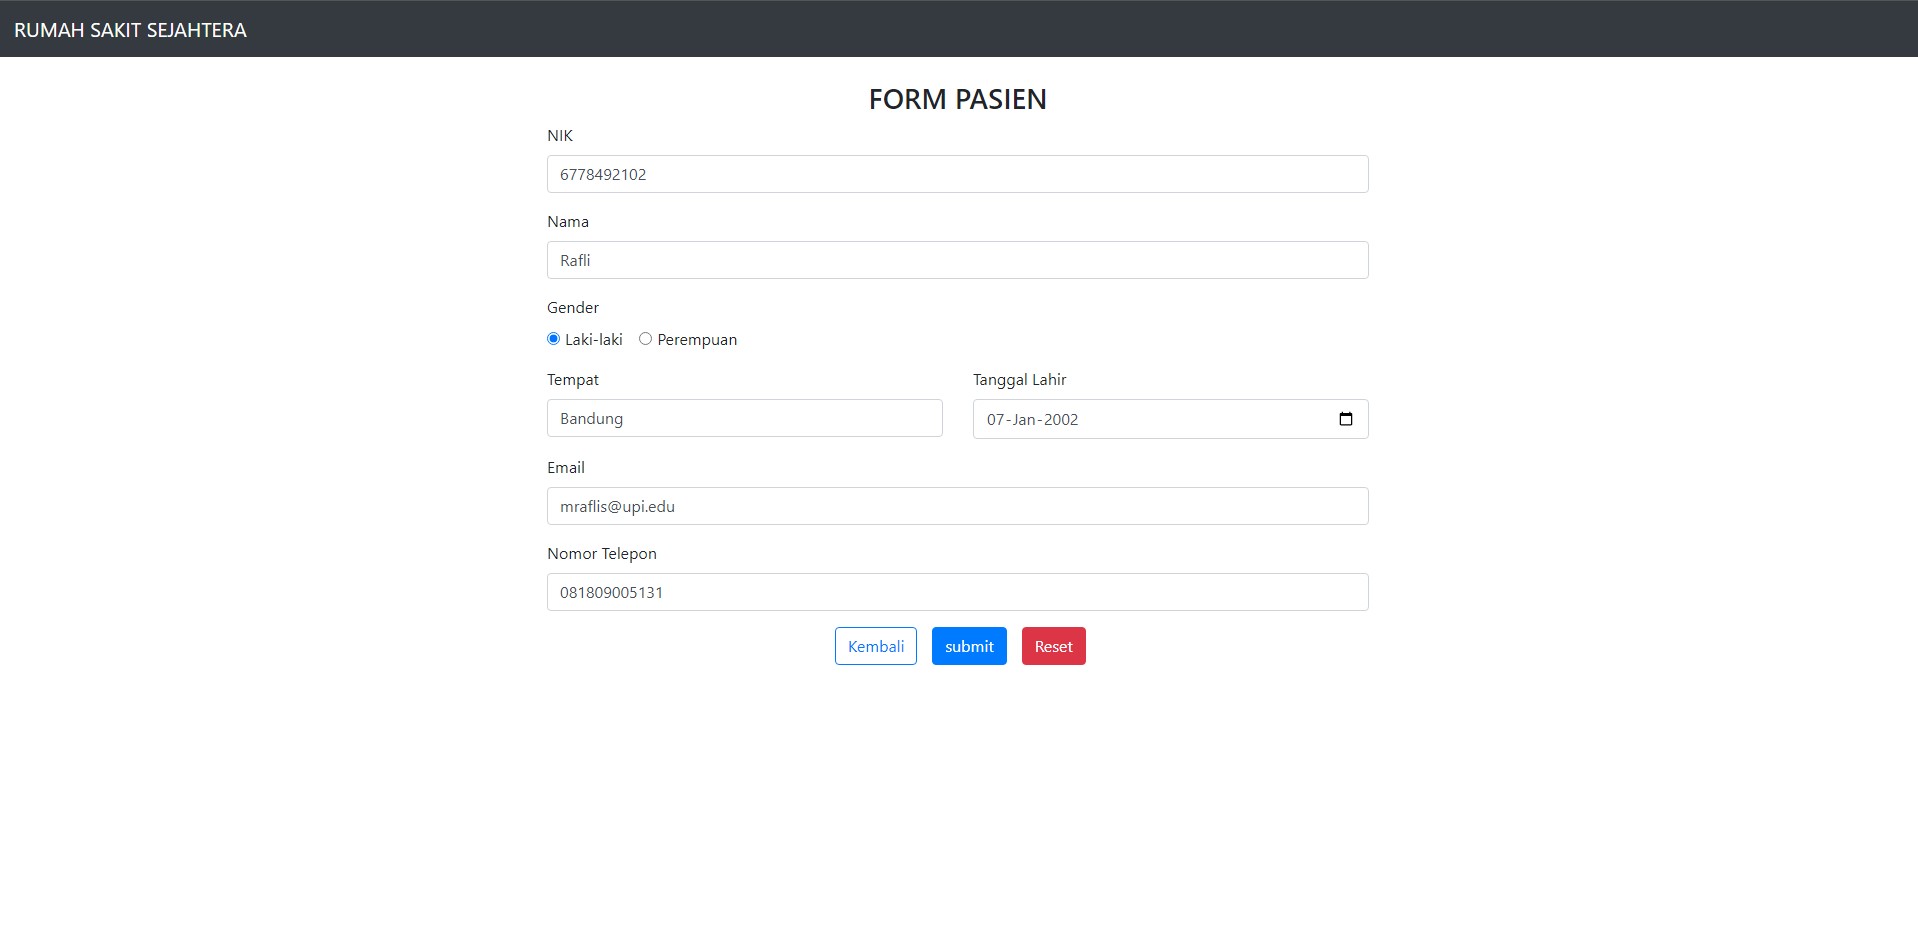 RUMAH SAKIT SEJAHTERA
FORM PASIEN
NIK
6778492102
Nama
Rafli
Gender
Laki-laki Perempuan
Tempat Tanggal Lahir
Bandung 07-Jan-2002
Email
mraflis@upi.edu
Nomor Telepon
081809005131
Kembali submit Reset